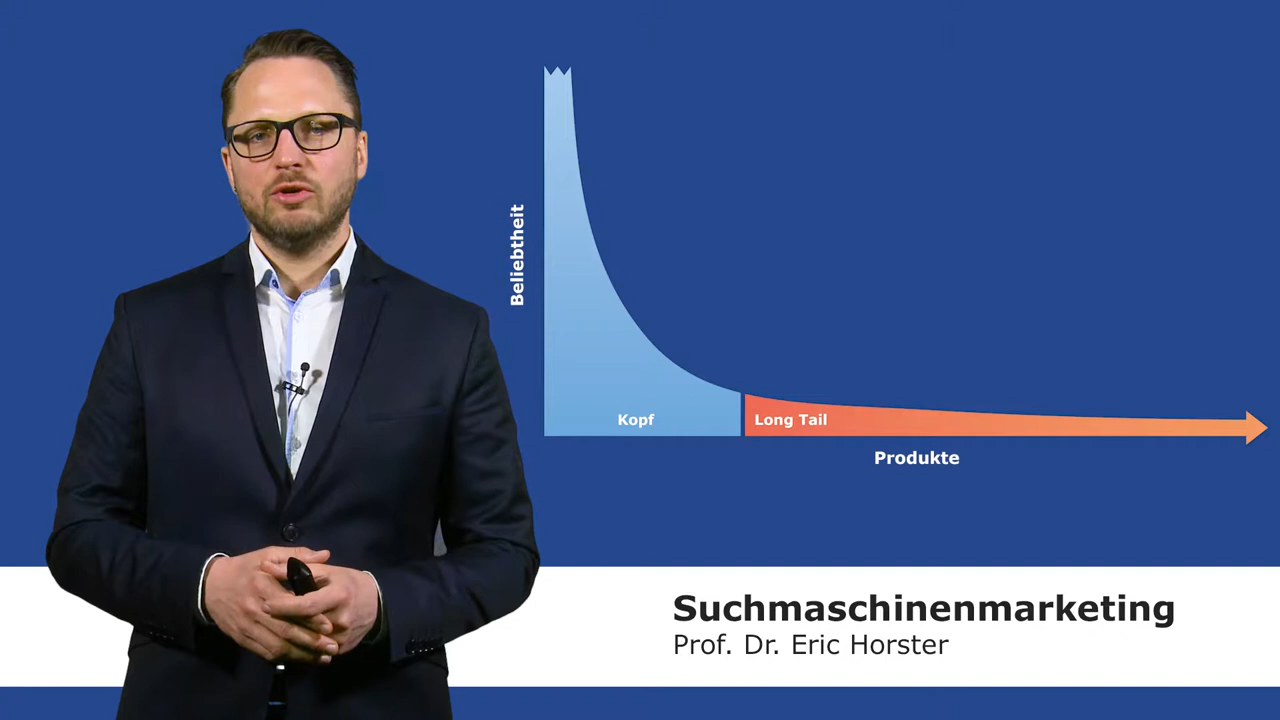 Beliebtheit
Kopf
Long Tail
Produkte
Suchmaschinenmarketing
Prof. Dr. Eric Horster